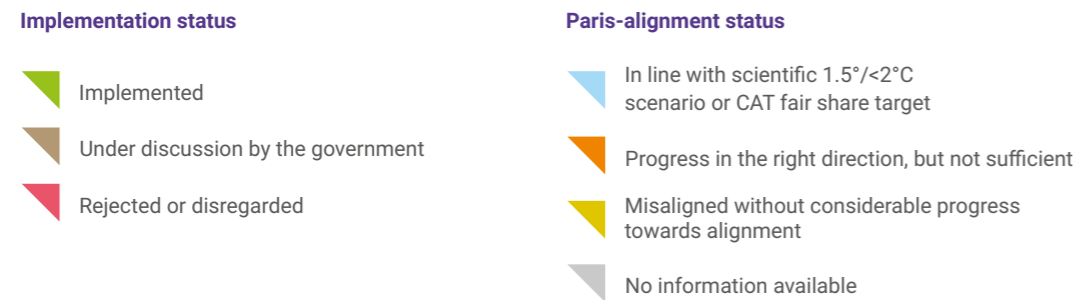 Implementation status
Implemented
Under discussion by the government
Rejected or disregarded
Paris-alignment status
In line with scientific 1.5°/<2°C
scenario or CAT fair share target
Progress in the right direction, but not sufficient
Misaligned without considerable progress
towards alignment
No information available